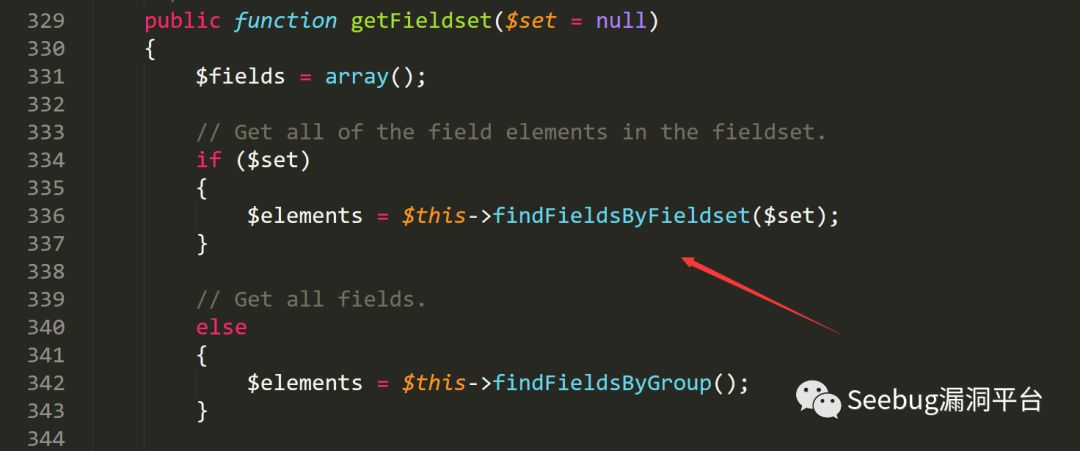 329 public function getFieldset($set = null)
330 {
331 $fields = array();
332
333 // Get all of the field elements in the fieldset.
334 if ($set)
335 {
336 $elements = $this->findFieldsByFieldset($set);
337 }
338
339 // Get all fields.
340 else
341 {
342 $elements = $this->findFieldsByGroup();
343 }
344
Seebug漏洞平台